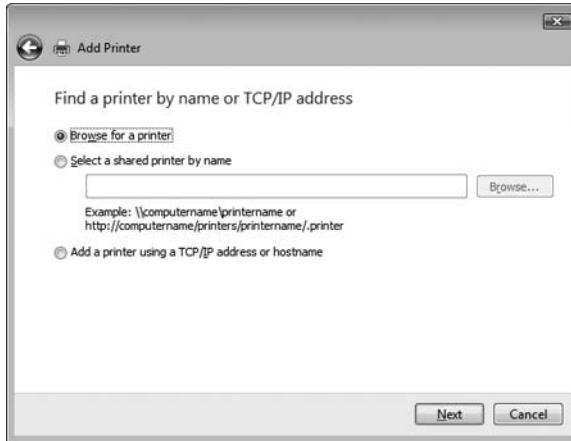 Add Printer
Find a printer by name or TCP/IP address
Browse for a printer
Select a shared printer by name
Browse...
Example: \\computername\printername or
http://computername/printers/printername/.printer
Add a printer using a TCP/IP address or hostname
Next Cancel